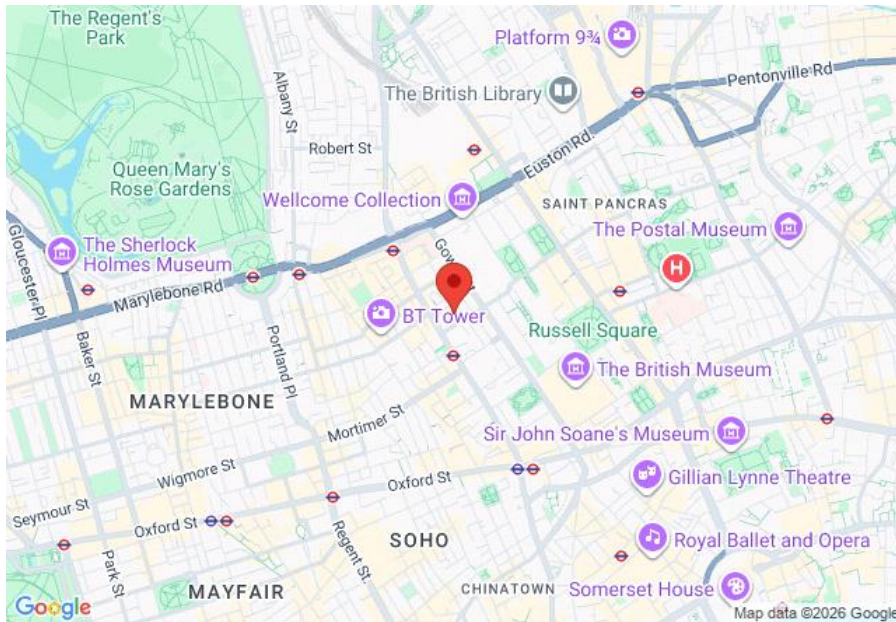 The Regent's
Park
Platform 9¾
Pentonville Rd
The British Library
Albany St
Robert St
Euston Rd.
Queen Mary's
Rose Gardens
Wellcome Collection
SAINT PANCRAS
The Postal Museum
Gloucester Pl
The Sherlock
Holmes Museum
H
Marylebone Rd
BT Tower
Russell Square
Baker St
Portland Pl
The British Museum
MARYLEBONE
Mortimer St
Sir John Soane's Museum
Wigmore St
Oxford St
Gillian Lynne Theatre
Seymour St
Oxford St
Regent St.
SOHO
Royal Ballet and Opera
Park St
MAYFAIR
CHINATOWN
Somerset House
Google
Map data ©2026 Google